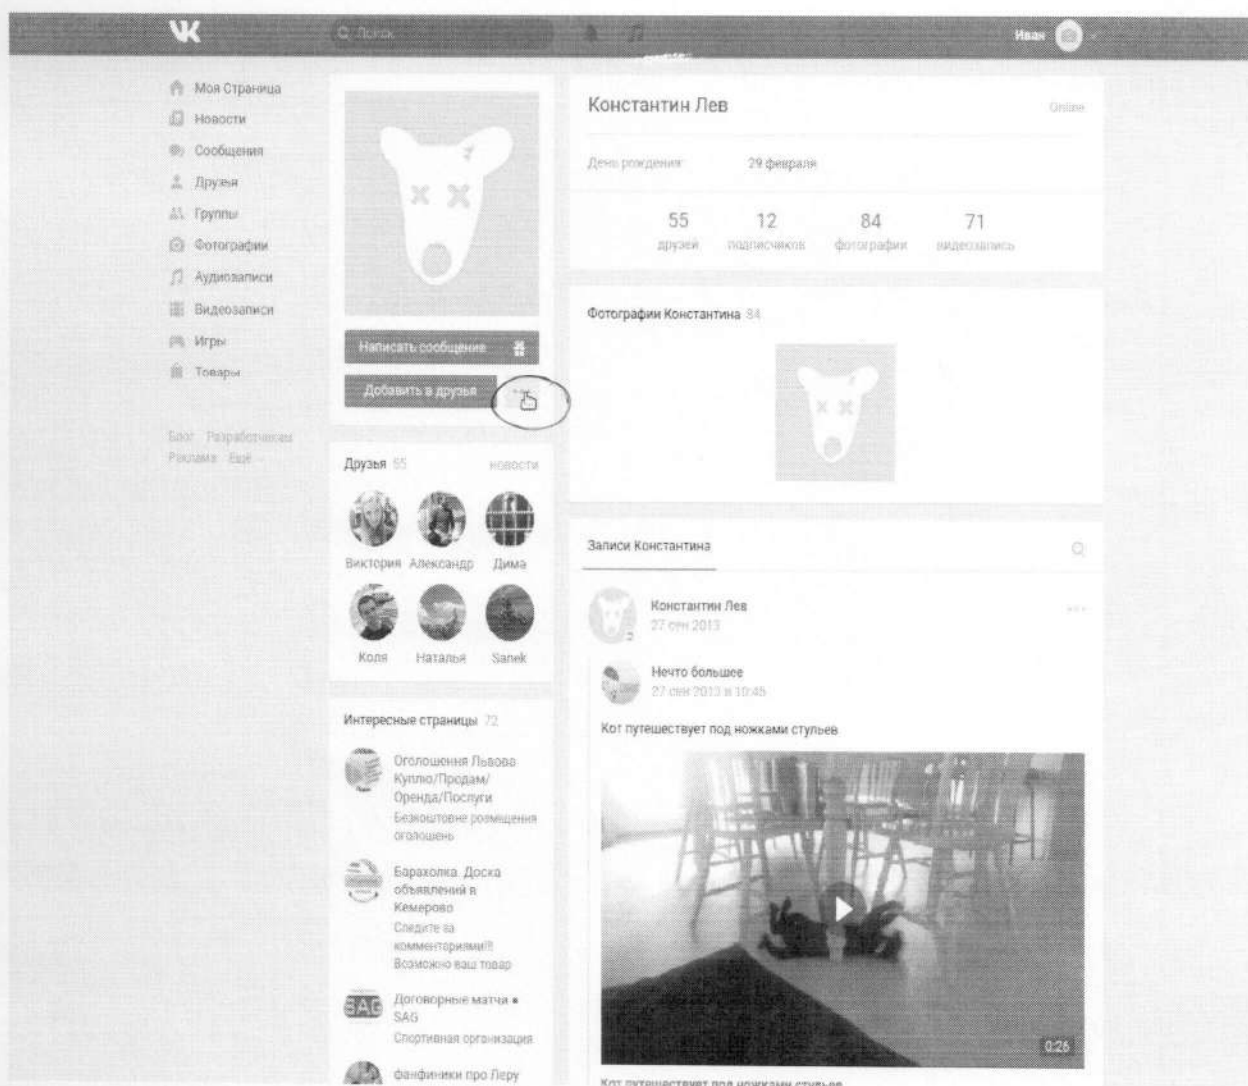 VK
Поиск
Иван
Моя Страница
Новости
Сообщения
Друзья
Группы
Фотографии
Аудиозаписи
Видеозаписи
Игры
Товары
Блог Разработчикам
Реклама Ещё
Написать сообщение
Добавить в друзья
Друзья 55 новости
Виктория Александр Дима
Коля Наталья Sanek
Интересные страницы 72
Оголошення Львова
Куплю/Продам/
Оренда/Послуги
Безкоштовне розміщення
оголошень
Барахолка. Доска
объявлений в
Кемерово
Следите за
комментариями!!!
Возможно ваш товар
SAG
Договорные матчи •
SAG
Спортивная организация
фанфиники про Леру
Константин Лев Online
День рождения: 29 февраля
55 12 84 71
друзей подписчиков фотографии видеозапись
Фотографии Константина 84
Записи Константина
Константин Лев
27 сен 2013
Нечто большее
27 сен 2013 в 10:45
Кот путешествует под ножками стульев
0:26
Кот путешествует под ножками стульев